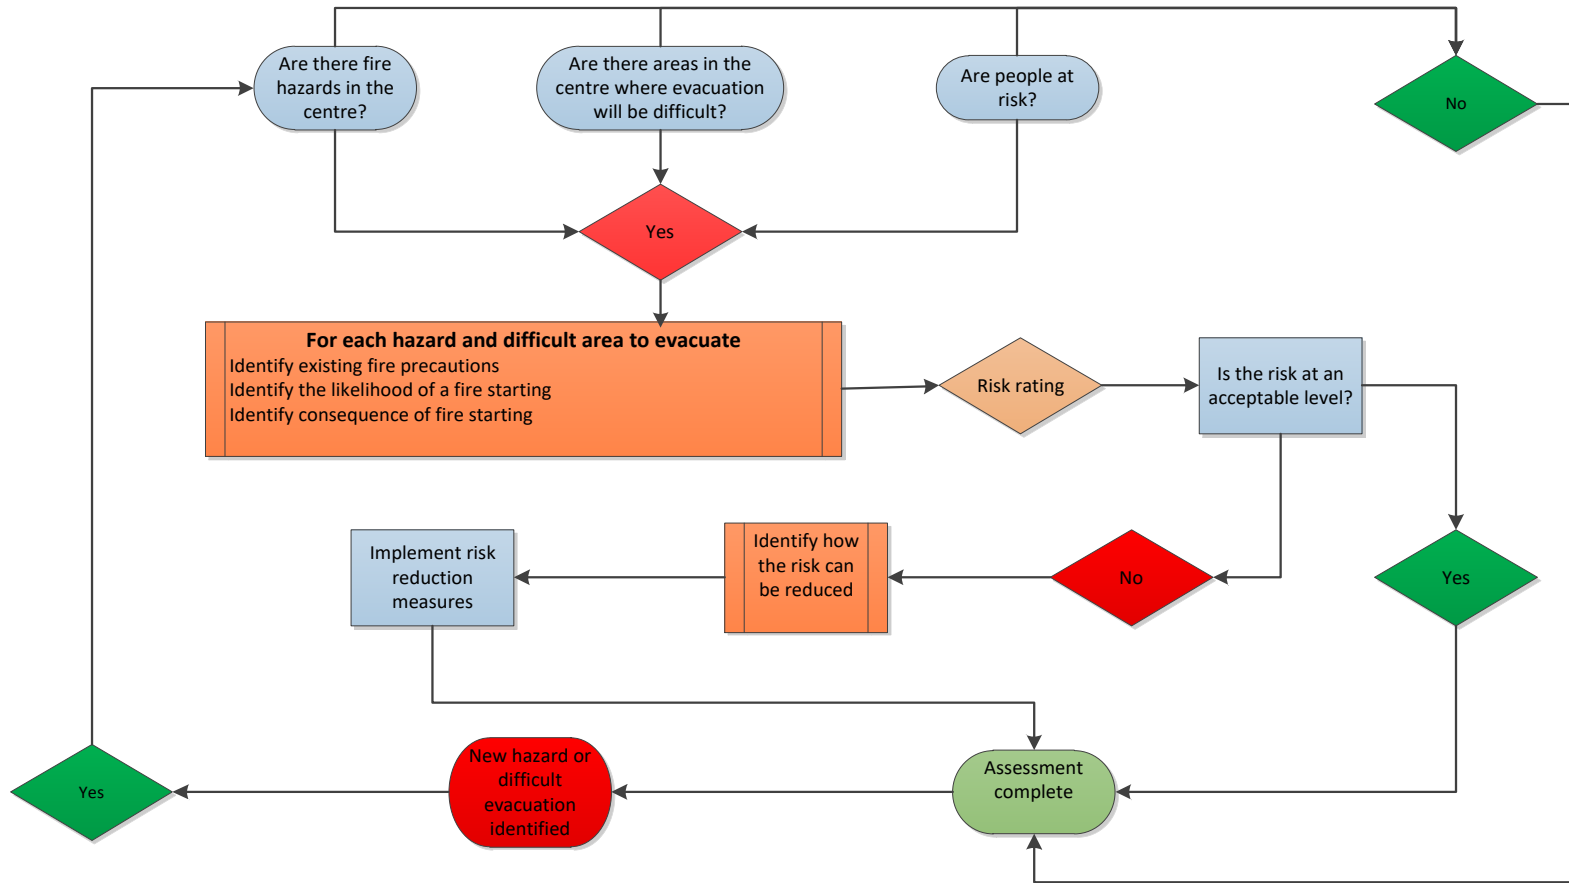 Are there fire
hazards in the
centre?
Are there areas in the
centre where evacuation
will be difficult?
Are people at
risk?
No
Yes
For each hazard and difficult area to evacuate
Identify existing fire precautions
Identify the likelihood of a fire starting
Identify consequence of fire starting
Risk rating
Is the risk at an
acceptable level?
Implement risk
reduction
measures
Identify how
the risk can
be reduced
No
Yes
Yes
New hazard or
difficult
evacuation
identified
Assessment
complete